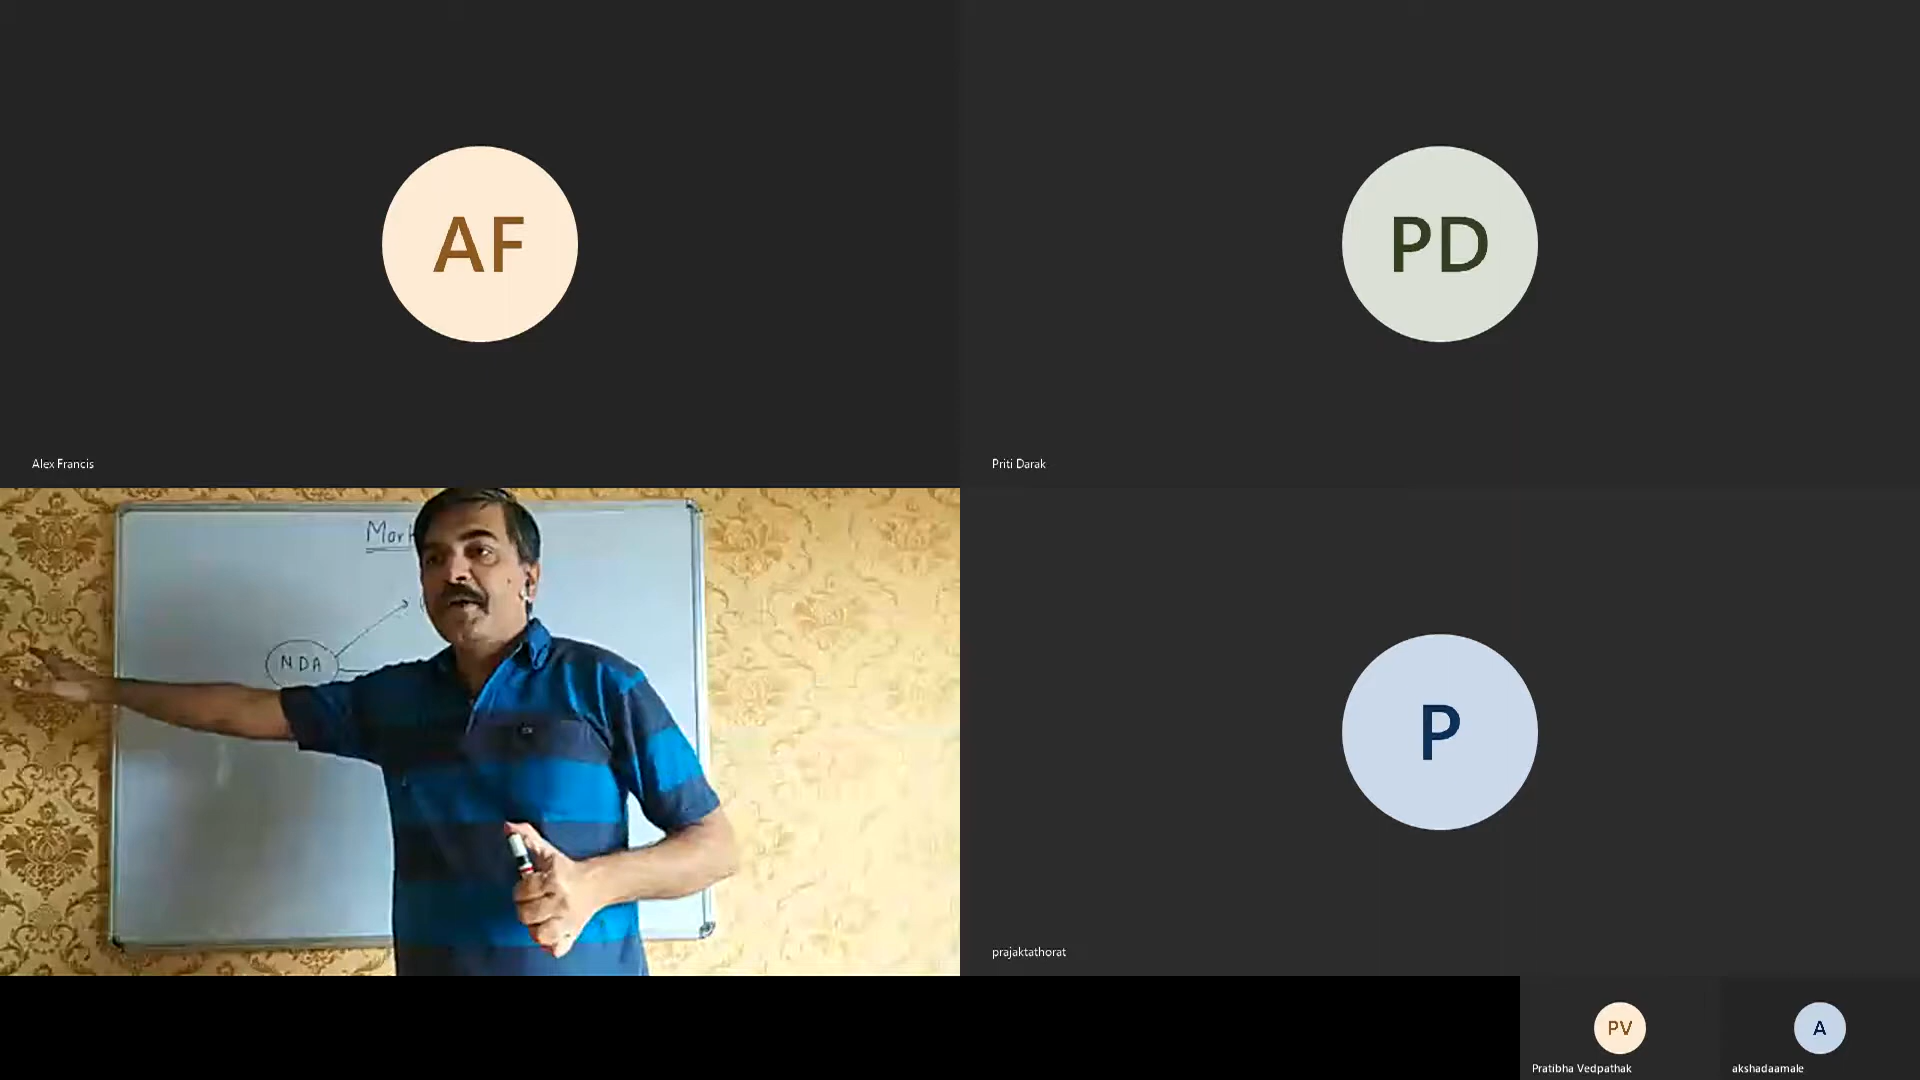 AF
PD
Alex Francis
Priti Darak
NDA
P
prajaktathorat
PV
A
Pratibha Vedpathak
akshadaamale